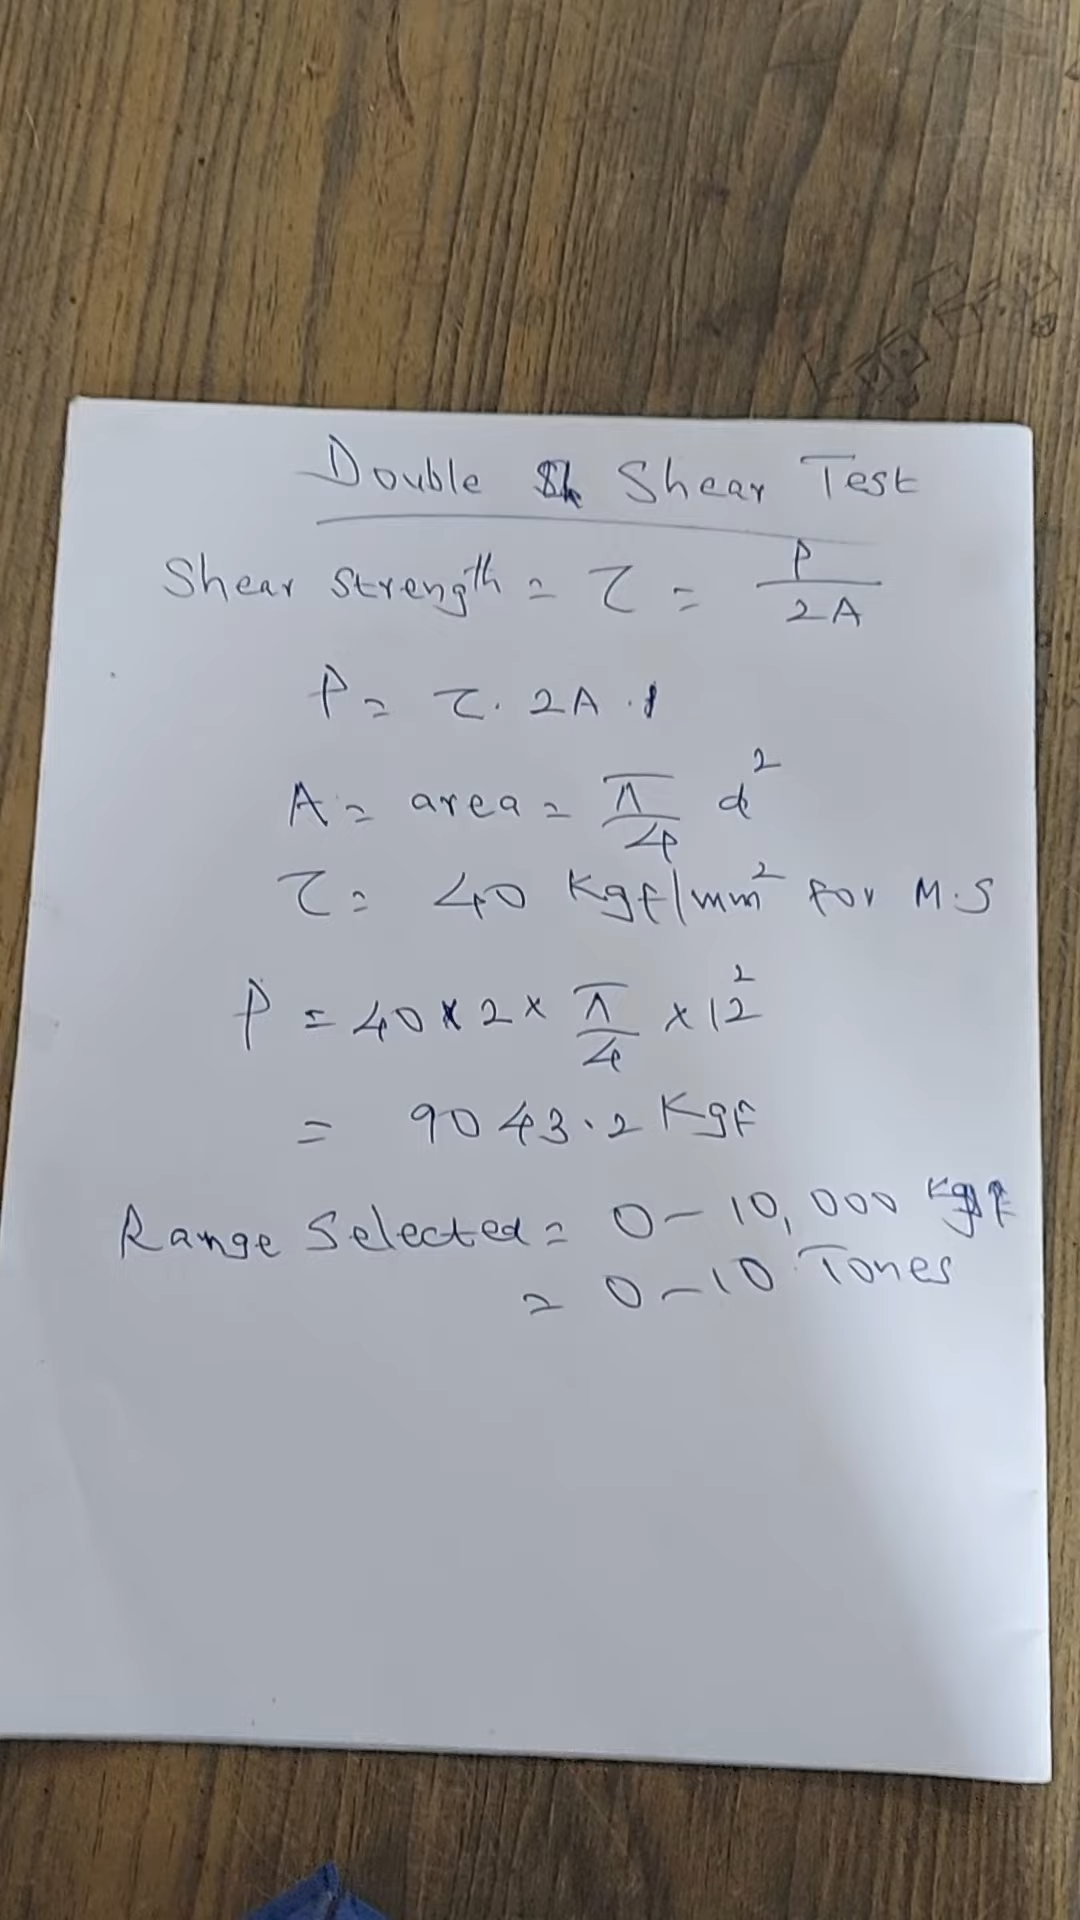 Double Shear Test
Shear strength = τ = P/2A
P = τ. 2A.
A = area = π/4 d²
τ = 40 Kgf/mm² for M.S
P = 40 x 2 x π/4 x 12²
= 9043.2 Kgf
Range Selected = 0 - 10,000 Kgf
= 0 - 10 Tones